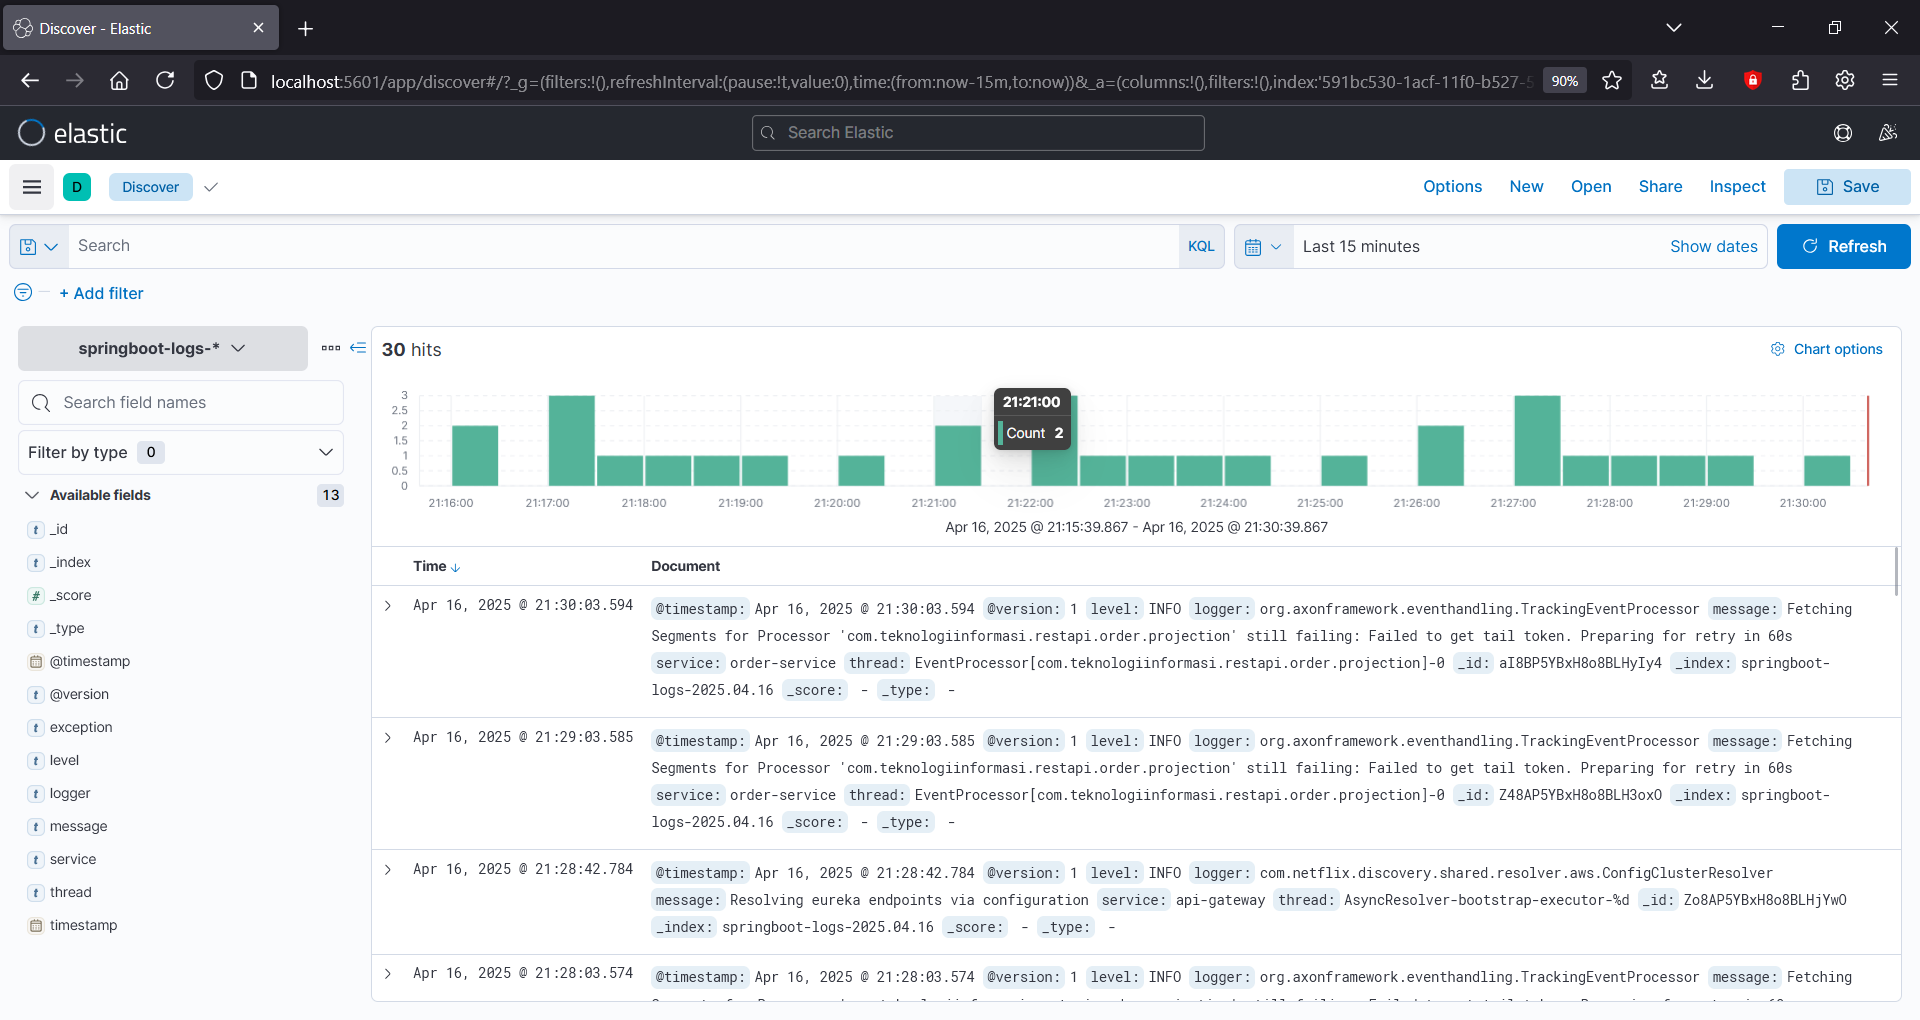 Discover - Elastic
localhost:5601/app/discover#/?_g=(filters:!(),refreshInterval:(pause:!t,value:0),time:(from:now-15m,to:now))&_a=(columns:!(),filters:!(),index:'591bc530-1acf-11f0-b527-5
90%
elastic
Search Elastic
D
Discover
Options
New
Open
Share
Inspect
Save
Search
KQL
Last 15 minutes
Show dates
Refresh
+ Add filter
springboot-logs-*
Search field names
Filter by type 0
Available fields 13
t _id
t _index
# _score
t _type
@timestamp
t @version
t exception
t level
t logger
t message
t service
t thread
timestamp
30 hits
Chart options
3
2.5
2
1.5
1
0.5
0
21:21:00
Count 2
21:16:00 21:17:00 21:18:00 21:19:00 21:20:00 21:21:00 21:22:00 21:23:00 21:24:00 21:25:00 21:26:00 21:27:00 21:28:00 21:29:00 21:30:00
Apr 16, 2025 @ 21:15:39.867 - Apr 16, 2025 @ 21:30:39.867
Time Document
Apr 16, 2025 @ 21:30:03.594 @timestamp: Apr 16, 2025 @ 21:30:03.594 @version: 1 level: INFO logger: org.axonframework.eventhandling.TrackingEventProcessor message: Fetching
Segments for Processor 'com.teknologiinformasi.restapi.order.projection' still failing: Failed to get tail token. Preparing for retry in 60s
service: order-service thread: EventProcessor[com.teknologiinformasi.restapi.order.projection]-0 _id: aI8BP5YBxH8o8BLHyIy4 _index: springboot-
logs-2025.04.16 _score: - _type: -
Apr 16, 2025 @ 21:29:03.585 @timestamp: Apr 16, 2025 @ 21:29:03.585 @version: 1 level: INFO logger: org.axonframework.eventhandling.TrackingEventProcessor message: Fetching
Segments for Processor 'com.teknologiinformasi.restapi.order.projection' still failing: Failed to get tail token. Preparing for retry in 60s
service: order-service thread: EventProcessor[com.teknologiinformasi.restapi.order.projection]-0 _id: Z48AP5YBxH8o8BLH3oxO _index: springboot-
logs-2025.04.16 _score: - _type: -
Apr 16, 2025 @ 21:28:42.784 @timestamp: Apr 16, 2025 @ 21:28:42.784 @version: 1 level: INFO logger: com.netflix.discovery.shared.resolver.aws.ConfigClusterResolver
message: Resolving eureka endpoints via configuration service: api-gateway thread: AsyncResolver-bootstrap-executor-%d _id: Zo8AP5YBxH8o8BLHjYwO
_index: springboot-logs-2025.04.16 _score: - _type: -
Apr 16, 2025 @ 21:28:03.574 @timestamp: Apr 16, 2025 @ 21:28:03.574 @version: 1 level: INFO logger: org.axonframework.eventhandling.TrackingEventProcessor message: Fetching